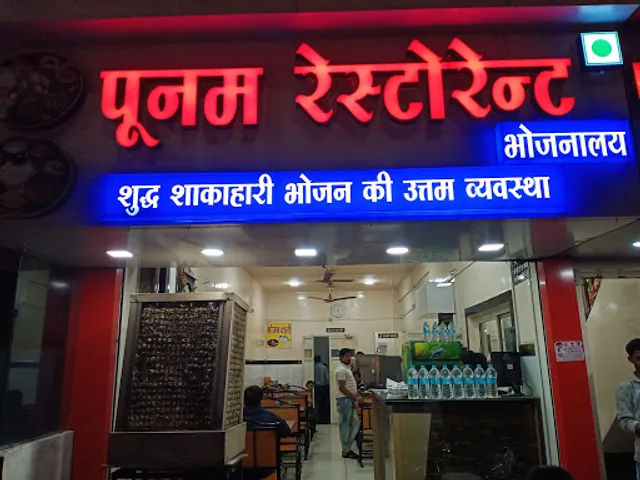 पूनम रेस्टोरेन्ट
भोजनालय
शुद्ध शाकाहारी भोजन की उत्तम व्यवस्था